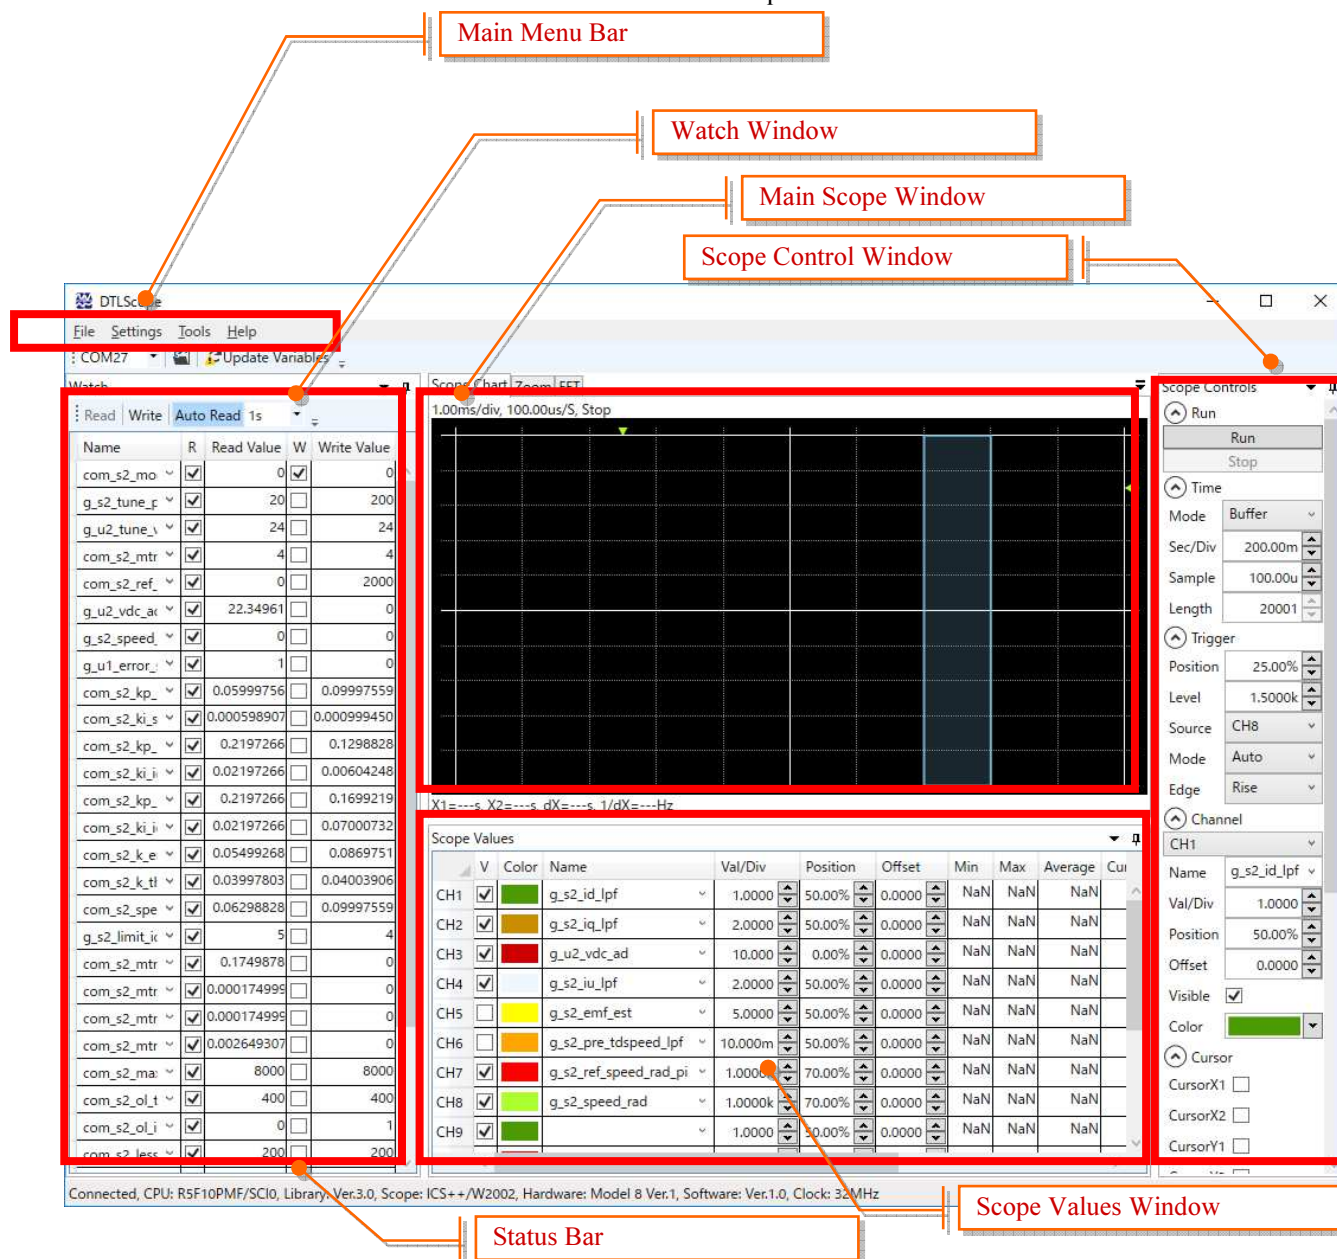 Main Menu Bar
Watch Window
Main Scope Window
Scope Control Window
DTLScope
File Settings Tools Help
COM27 Update Variables
Watch
Read Write Auto Read 1s
Name R Read Value W Write Value
com_s2_mo 0 0
g_s2_tune_p 20 200
g_u2_tune_v 24 24
com_s2_mtr 4 4
com_s2_ref_ 0 2000
g_u2_vdc_ac 22.34961 0
g_s2_speed_ 0 0
g_u1_error_s 1 0
com_s2_kp_ 0.05999756 0.09997559
com_s2_ki_s 0.000598907 0.000999450
com_s2_kp_ 0.2197266 0.1298828
com_s2_ki_i 0.02197266 0.00604248
com_s2_kp_ 0.2197266 0.1699219
com_s2_ki_i 0.02197266 0.07000732
com_s2_k_e 0.05499268 0.0869751
com_s2_k_tl 0.03997803 0.04003906
com_s2_spe 0.06298828 0.09997559
g_s2_limit_ic 5 4
com_s2_mtr 0.1749878 0
com_s2_mtr 0.000174999 0
com_s2_mtr 0.000174999 0
com_s2_mtr 0.002649307 0
com_s2_ma: 8000 8000
com_s2_ol_t 400 400
com_s2_ol_i 0 1
com_s2_less 200 200
Scope Chart Zoom FFT
1.00ms/div, 100.00us/S, Stop
X1=---s, X2=---s, dX=---s, 1/dX=---Hz
Scope Values
V Color Name Val/Div Position Offset Min Max Average Cu
CH1 g_s2_id_lpf 1.0000 50.00% 0.0000 NaN NaN NaN
CH2 g_s2_iq_lpf 2.0000 50.00% 0.0000 NaN NaN NaN
CH3 g_u2_vdc_ad 10.000 0.00% 0.0000 NaN NaN NaN
CH4 g_s2_iu_lpf 2.0000 50.00% 0.0000 NaN NaN NaN
CH5 g_s2_emf_est 5.0000 50.00% 0.0000 NaN NaN NaN
CH6 g_s2_pre_tdspeed_lpf 10.000m 50.00% 0.0000 NaN NaN NaN
CH7 g_s2_ref_speed_rad_pi 1.0000 70.00% 0.0000 NaN NaN NaN
CH8 g_s2_speed_rad 1.0000k 70.00% 0.0000 NaN NaN NaN
CH9 1.0000 50.00% 0.0000 NaN NaN NaN
Scope Controls
Run
Run
Stop
Time
Mode Buffer
Sec/Div 200.00m
Sample 100.00u
Length 20001
Trigger
Position 25.00%
Level 1.5000k
Source CH8
Mode Auto
Edge Rise
Channel
CH1
Name g_s2_id_lpf
Val/Div 1.0000
Position 50.00%
Offset 0.0000
Visible
Color
Cursor
CursorX1
CursorX2
CursorY1
Connected, CPU: R5F10PMF/SCI0, Library: Ver.3.0, Scope: ICS++/W2002, Hardware: Model 8 Ver.1, Software: Ver.1.0, Clock: 32MHz
Scope Values Window
Status Bar